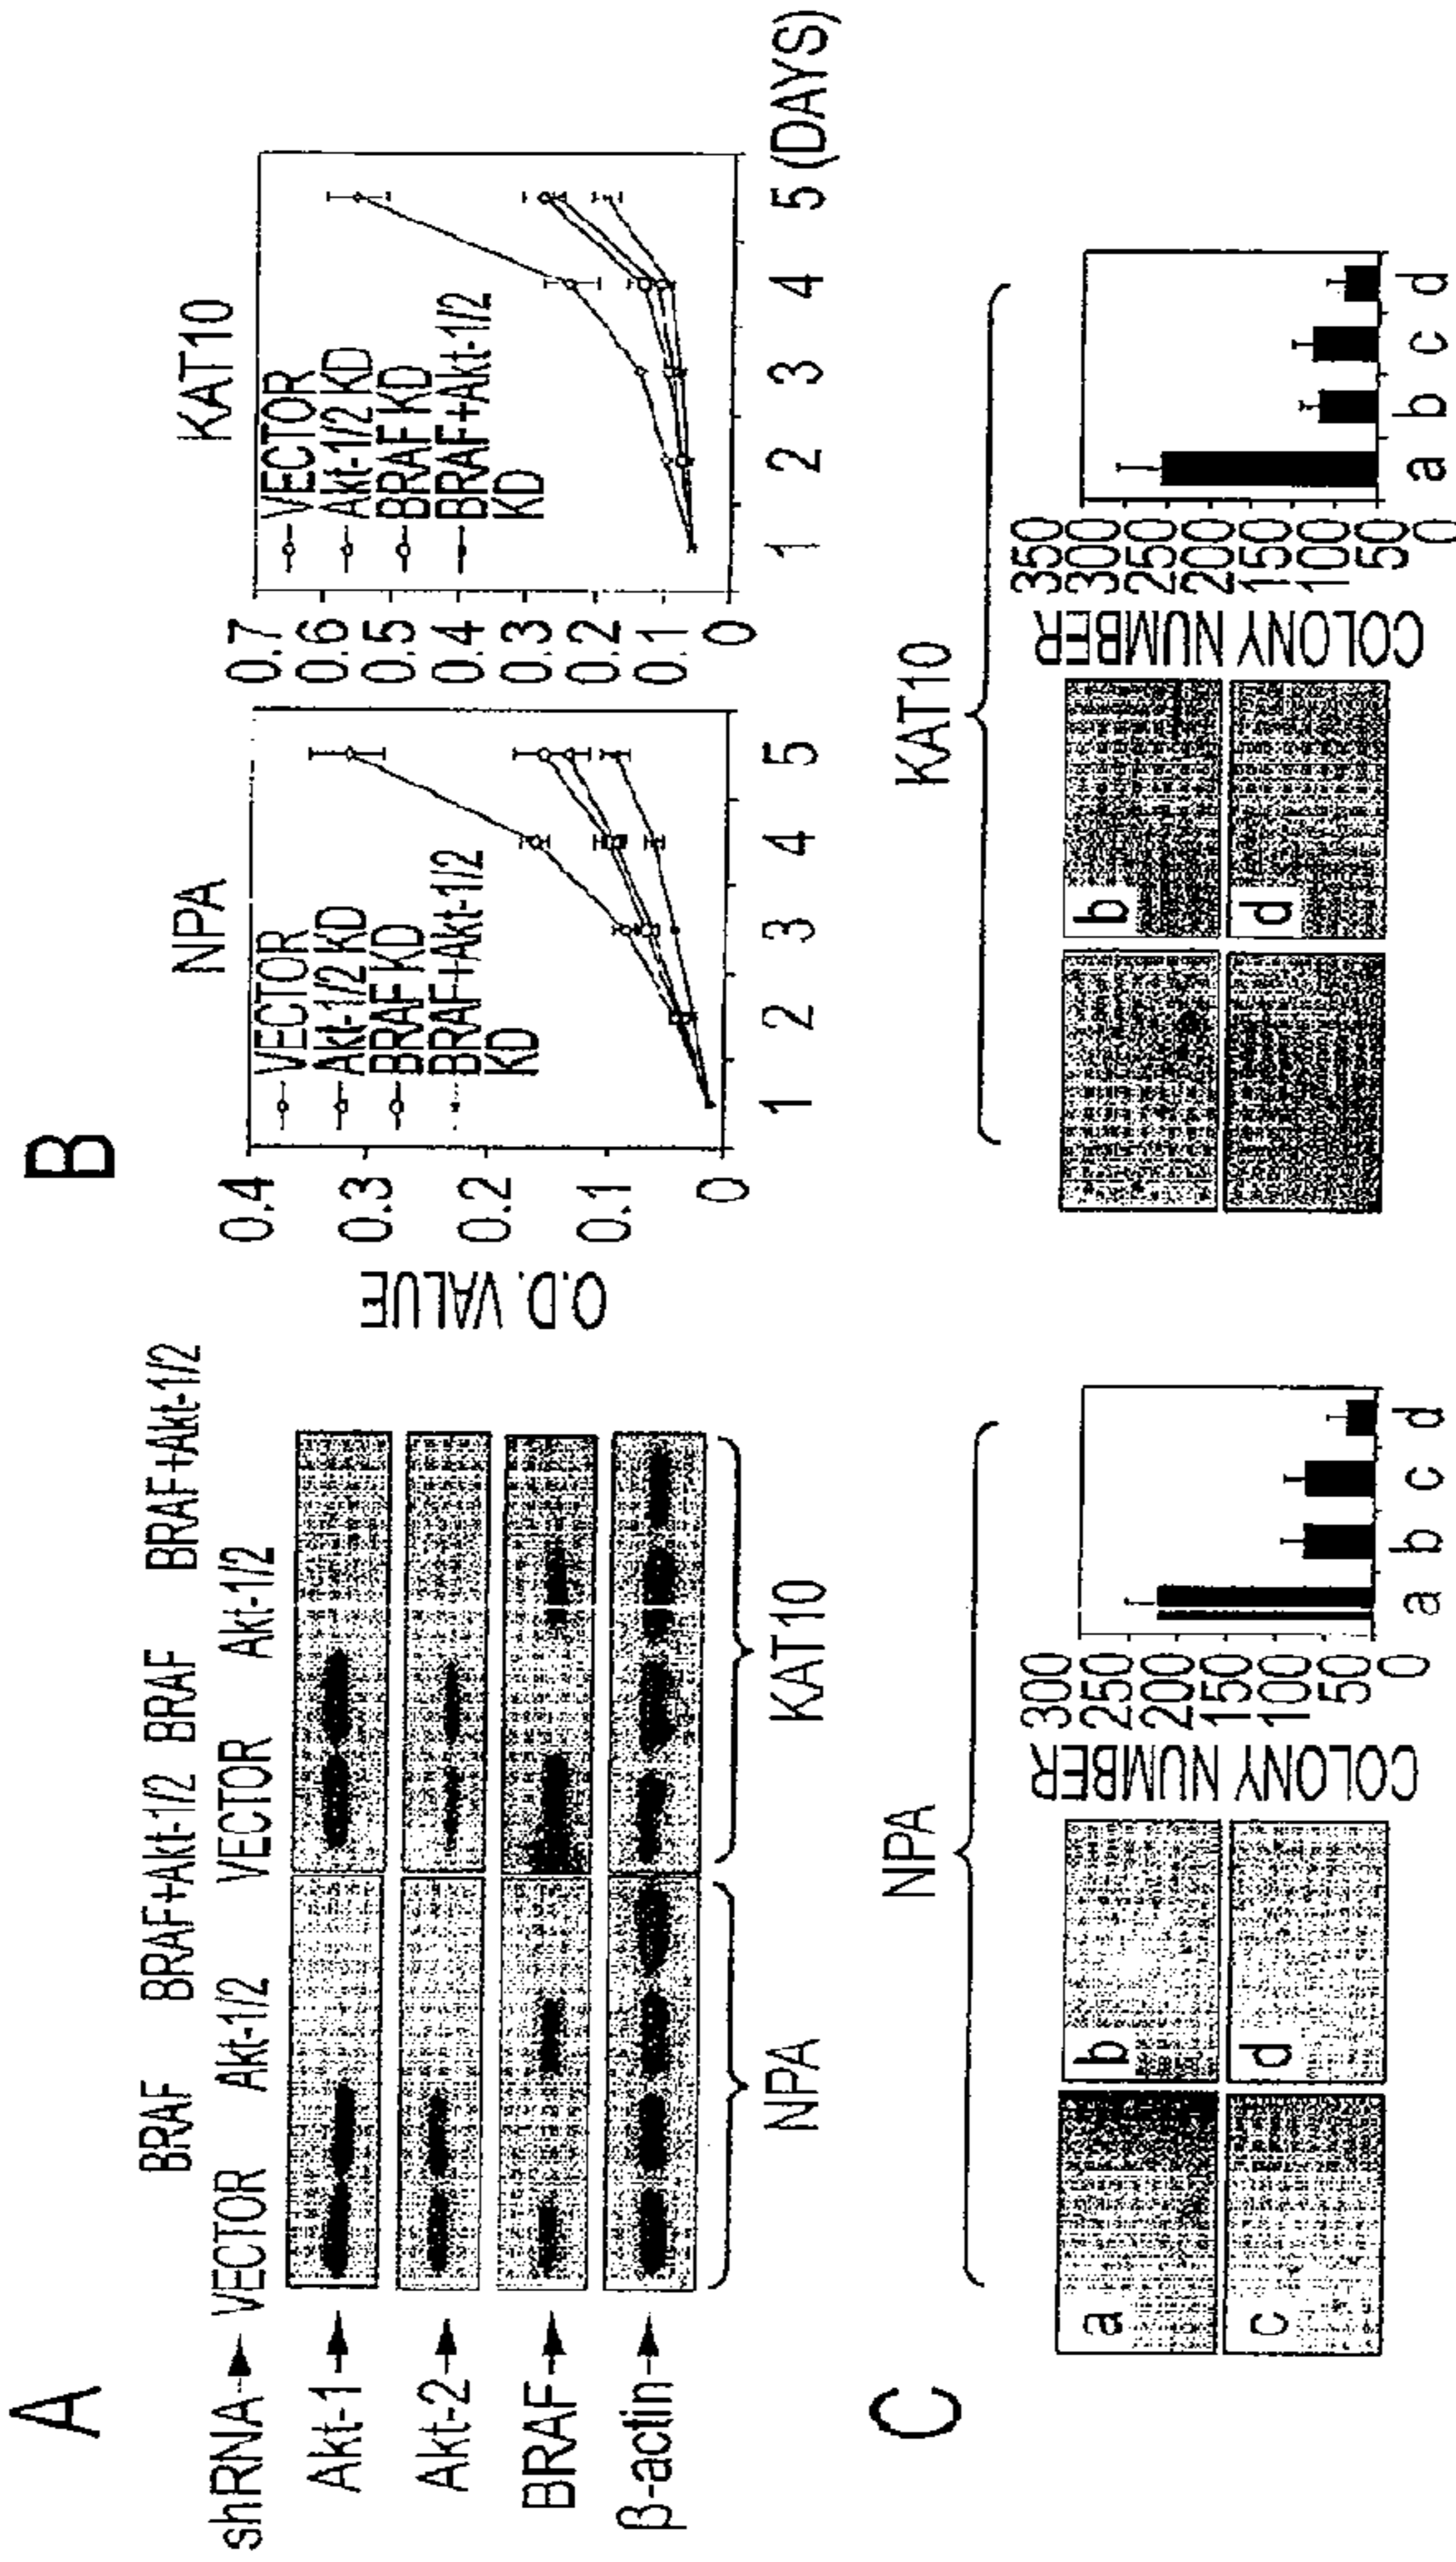 A
BRAF BRAF+Akt-1/2 BRAF BRAF+Akt-1/2
shRNA VECTOR Akt-1/2 VECTOR Akt-1/2
Akt-1
Akt-2
BRAF
β-actin
NPA KAT10
B
NPA
VECTOR
Akt-1/2 KD
BRAF KD
BRAF+Akt-1/2
KD
O.D. VALUE
0.4
0.3
0.2
0.1
0
1 2 3 4 5
KAT10
VECTOR
Akt-1/2 KD
BRAF KD
BRAF+Akt-1/2
KD
0.7
0.6
0.5
0.4
0.3
0.2
0.1
0
1 2 3 4 5 (DAYS)
C
NPA
a b
c d
COLONY NUMBER
300
250
200
150
100
50
0
a b c d
KAT10
b
d
COLONY NUMBER
350
300
250
200
150
100
50
0
a b c d